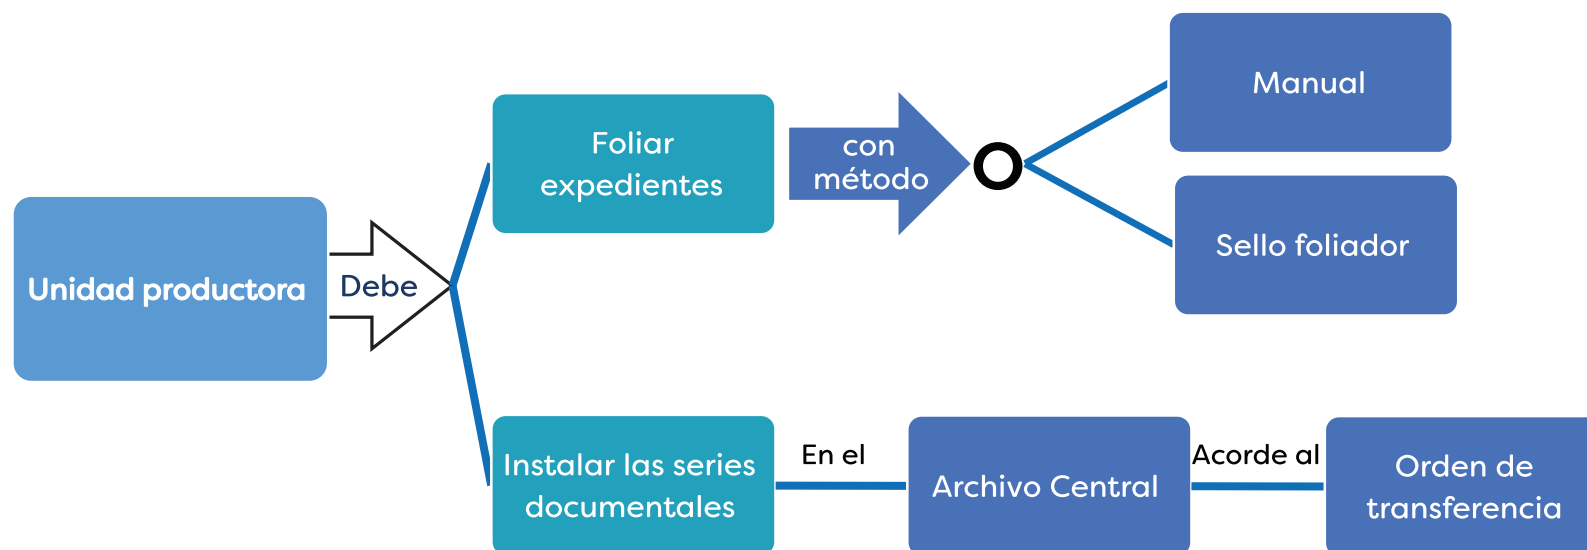 Unidad productora
Debe
Foliar
expedientes
con
método
Manual
Sello foliador
Instalar las series
documentales
En el
Archivo Central
Acorde al
Orden de
transferencia